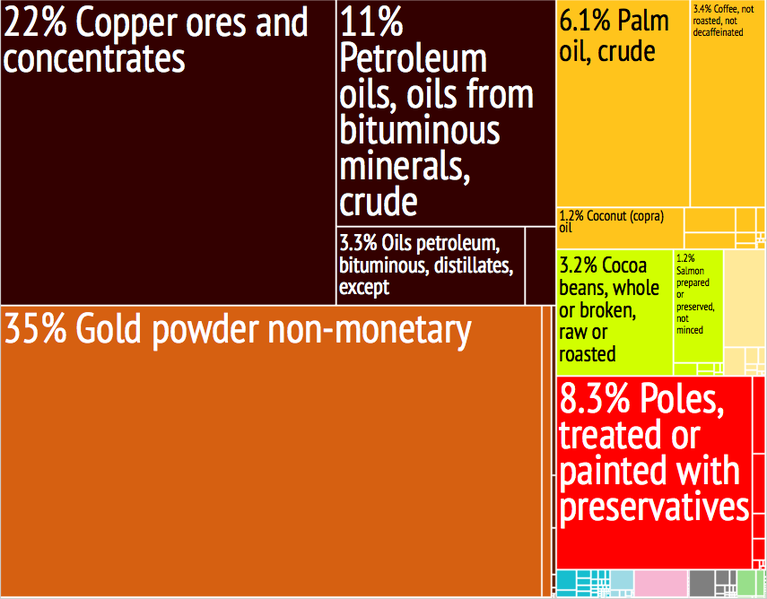 22% Copper ores and
concentrates
11%
Petroleum
oils, oils from
bituminous
minerals,
crude
3.3% Oils petroleum,
bituminous, distillates,
except
35% Gold powder non-monetary
6.1% Palm
oil, crude
3.4% Coffee, not
roasted, not
decaffeinated
1.2% Coconut (copra)
oil
3.2% Cocoa
beans, whole
or broken,
raw or
roasted
1.2%
Salmon
prepared
or
preserved,
not
minced
8.3% Poles,
treated or
painted with
preservatives